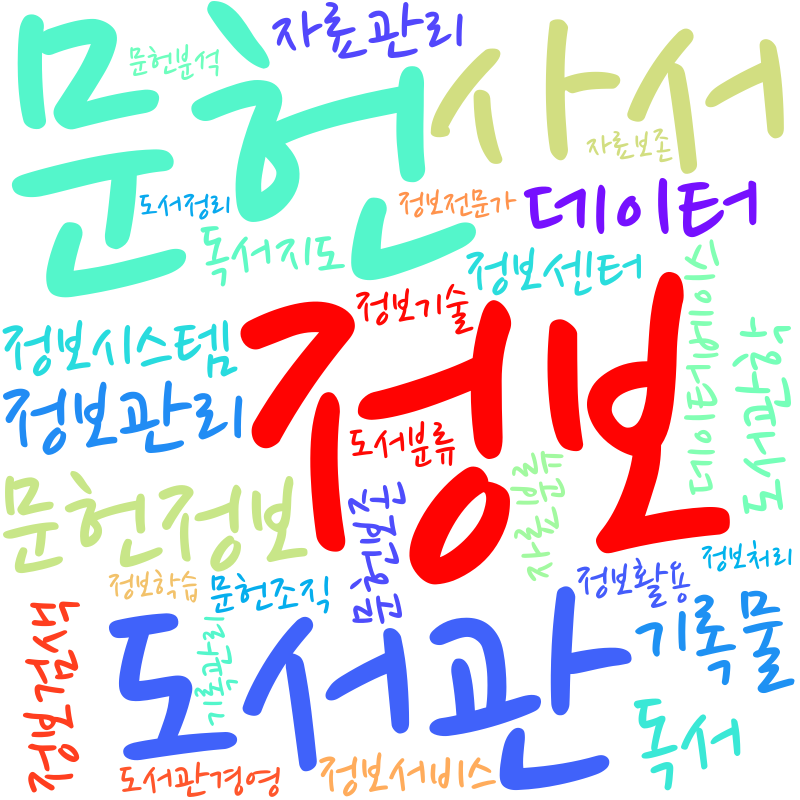 자료관리
문헌
사서
문헌분석
자료보존
도서정리
정보전문가
데이터
독서지도
정보센터
정보기술
데이터베이스
정보시스템
정보
도서관학
정보관리
도서분류
자료분류
문헌정보
문헌보존
정보처리
정보학습
문헌조직
정보활용
정보검색
기록관리
도서관
기록물
독서
도서관경영
정보서비스